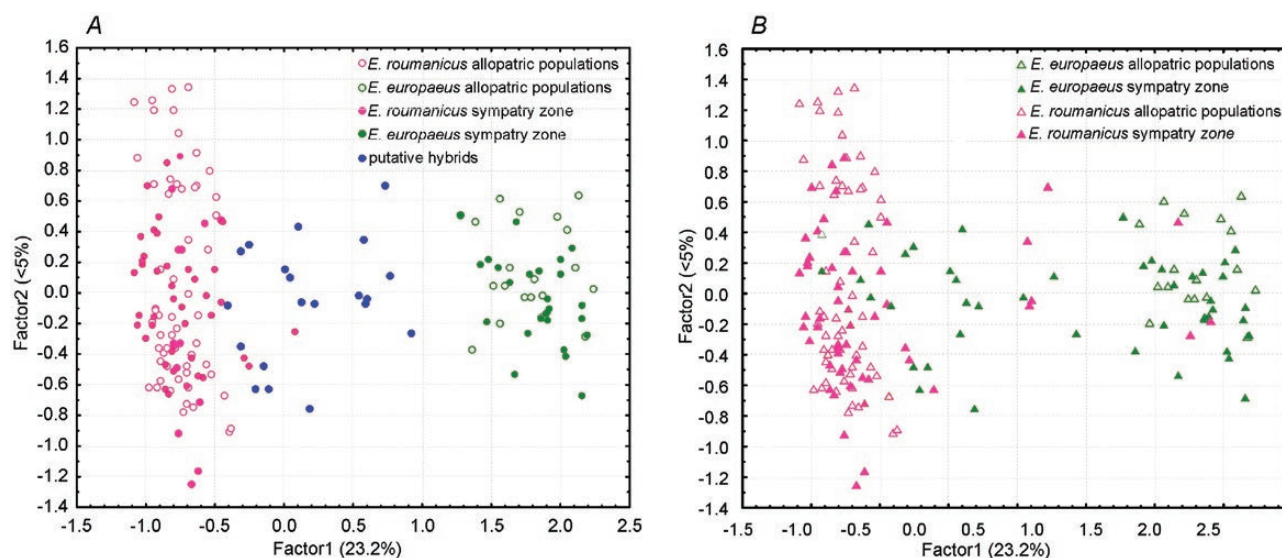 A
1.6
1.4
1.2
1.0
0.8
0.6
0.4
0.2
0.0
-0.2
-0.4
-0.6
-0.8
-1.0
-1.2
-1.4
Factor2 (<5%)
E. roumanicus allopatric populations
E. europaeus allopatric populations
E. roumanicus sympatry zone
E. europaeus sympatry zone
putative hybrids
-1.5 -1.0 -0.5 0.0 0.5 1.0 1.5 2.0 2.5
Factor1 (23.2%)
B
1.6
1.4
1.2
1.0
0.8
0.6
0.4
0.2
0.0
-0.2
-0.4
-0.6
-0.8
-1.0
-1.2
-1.4
Factor2 (<5%)
E. europaeus allopatric populations
E. europaeus sympatry zone
E. roumanicus allopatric populations
E. roumanicus sympatry zone
-1.5 -1.0 -0.5 0.0 0.5 1.0 1.5 2.0 2.5
Factor1 (23.2%)